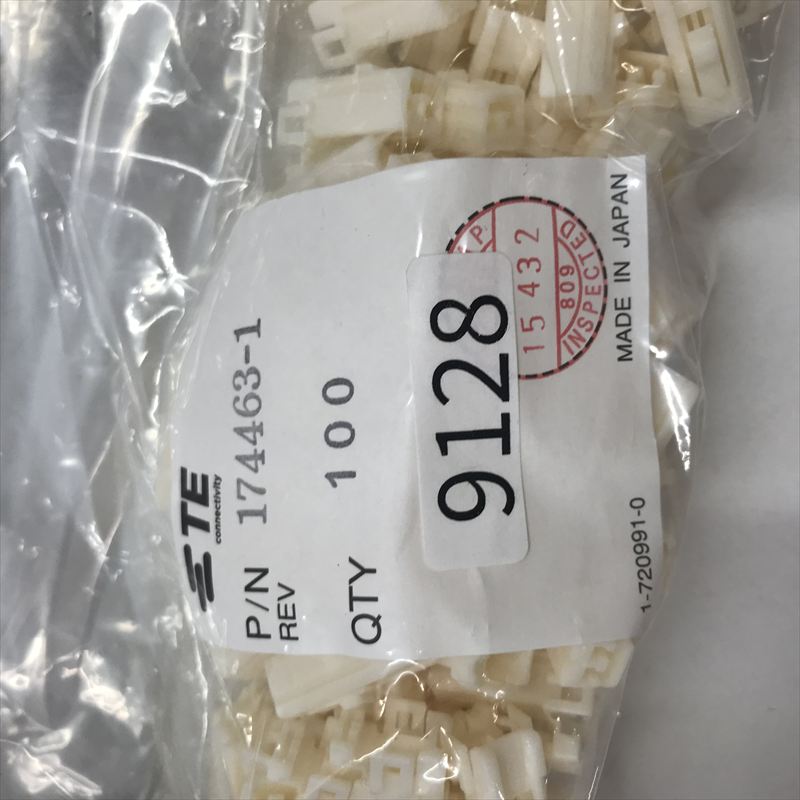 TE
connectivity
P/N 174463-1
REV
QTY 100
9128
15 432
809
INSPECTED
MADE IN JAPAN
1-720991-0